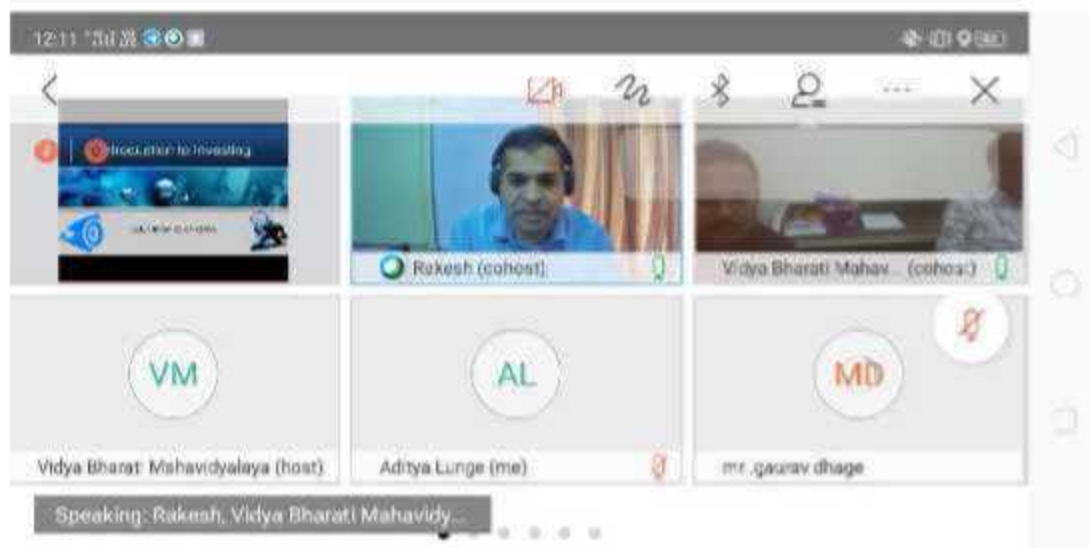 12:11
Introduction to Investing
Rakesh (cohost)
Vidya Bharati Mahav... (cohost)
VM
AL
MD
Vidya Bharati Mahavidyalaya (host)
Aditya Lunge (me)
mr .gaurav dhage
Speaking: Rakesh, Vidya Bharati Mahavidy...